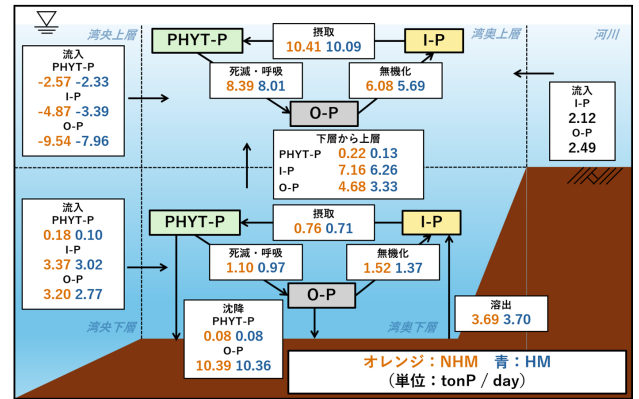 湾央上層
湾奥上層
河川
流入
PHYT-P
-2.57 -2.33
I-P
-4.87 -3.39
O-P
-9.54 -7.96
PHYT-P
摂取
10.41 10.09
I-P
死滅・呼吸
8.39 8.01
無機化
6.08 5.69
O-P
流入
I-P
2.12
O-P
2.49
下層から上層
PHYT-P 0.22 0.13
I-P 7.16 6.26
O-P 4.68 3.33
流入
PHYT-P
0.18 0.10
I-P
3.37 3.02
O-P
3.20 2.77
PHYT-P
摂取
0.76 0.71
I-P
死滅・呼吸
1.10 0.97
無機化
1.52 1.37
O-P
湾央下層
湾奥下層
沈降
PHYT-P
0.08 0.08
O-P
10.39 10.36
溶出
3.69 3.70
オレンジ：NHM 青：HM
（単位：tonP / day）